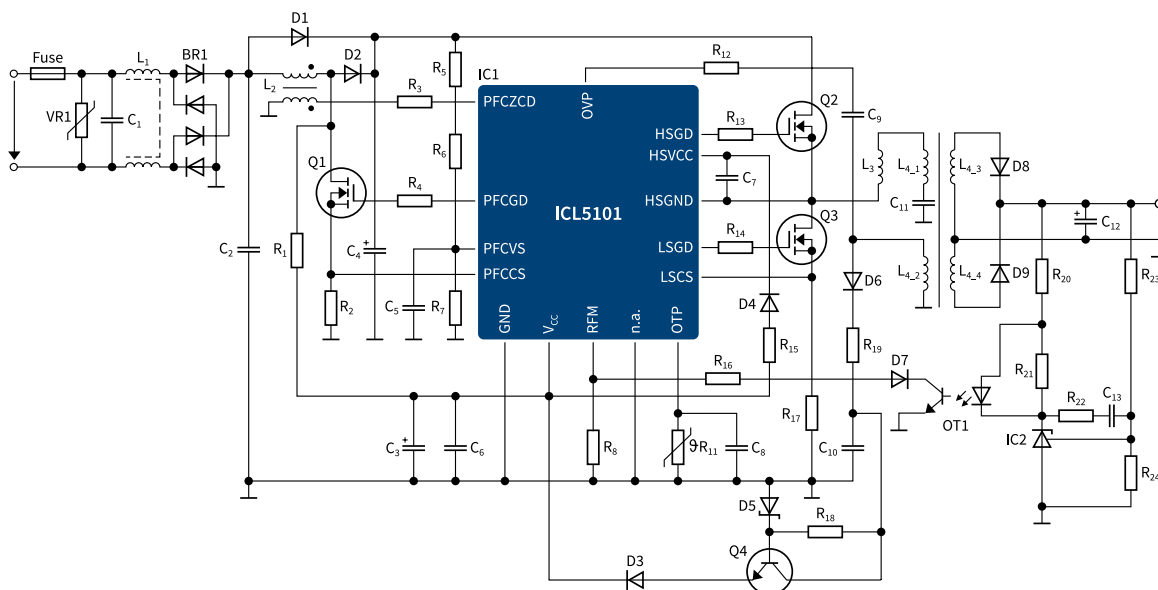 D1
Fuse
L1
BR1
D2
R5
IC1
R12
L2
R3
PFCZCD
OVP
Q2
VR1
C1
R13
HSGD
C9
R6
HSVCC
Q1
R4
C7
L3
L4_1
L4_3
D8
PFCGD
ICL5101
HSGND
C11
Q3
C12
R14
LSGD
C2
R1
C4
PFCVS
PFCCS
LSCS
D6
L4_2
L4_4
D9
R20
R23
R2
C5
R7
D4
GND
VCC
RFM
n.a.
OTP
R15
R19
R16
D7
R21
R22
C13
OT1
R17
IC2
C3
C6
R8
ϑR11
C8
C10
R24
D5
R18
Q4
D3